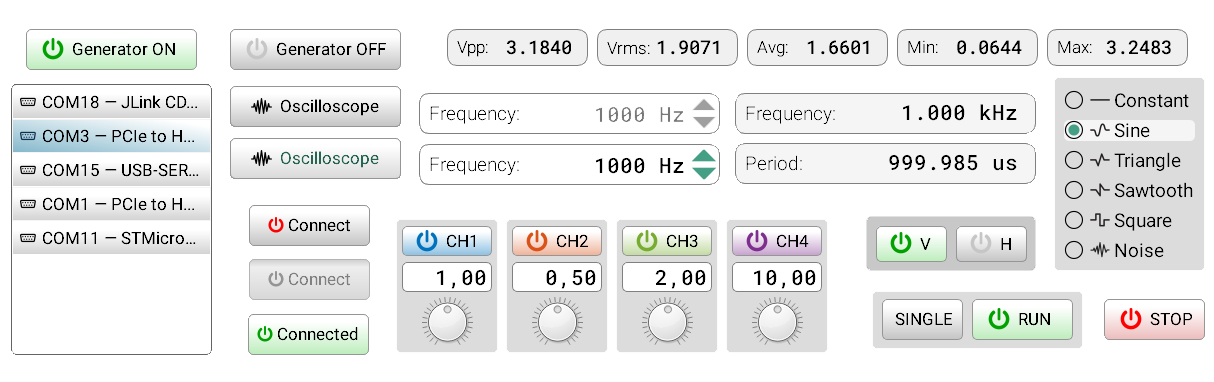 Generator ON
Generator OFF
Vpp: 3.1840
Vrms: 1.9071
Avg: 1.6601
Min: 0.0644
Max: 3.2483
COM18 — JLink CD...
COM3 — PCIe to H...
COM15 — USB-SER...
COM1 — PCIe to H...
COM11 — STMicro...
Oscilloscope
Oscilloscope
Frequency: 1000 Hz
Frequency: 1000 Hz
Frequency: 1.000 kHz
Period: 999.985 us
Constant
Sine
Triangle
Sawtooth
Square
Noise
Connect
Connect
Connected
CH1
1,00
CH2
0,50
CH3
2,00
CH4
10,00
V
H
SINGLE
RUN
STOP